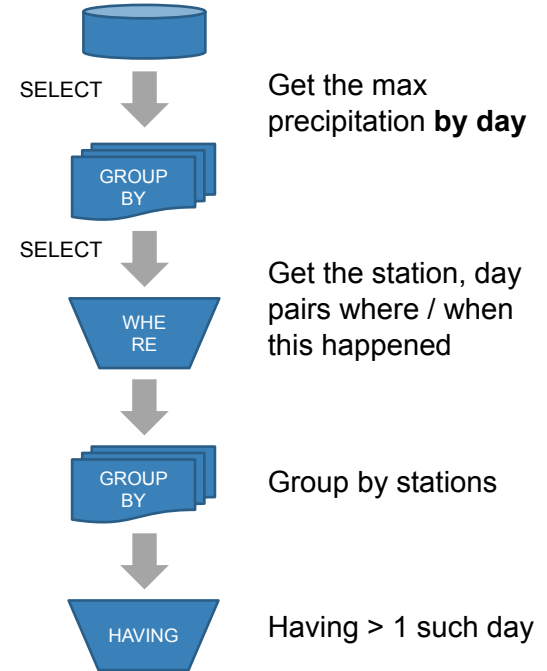 SELECT
Get the max
precipitation by day
GROUP
BY
SELECT
Get the station, day
pairs where / when
this happened
WHE
RE
GROUP
BY
Group by stations
HAVING
Having > 1 such day